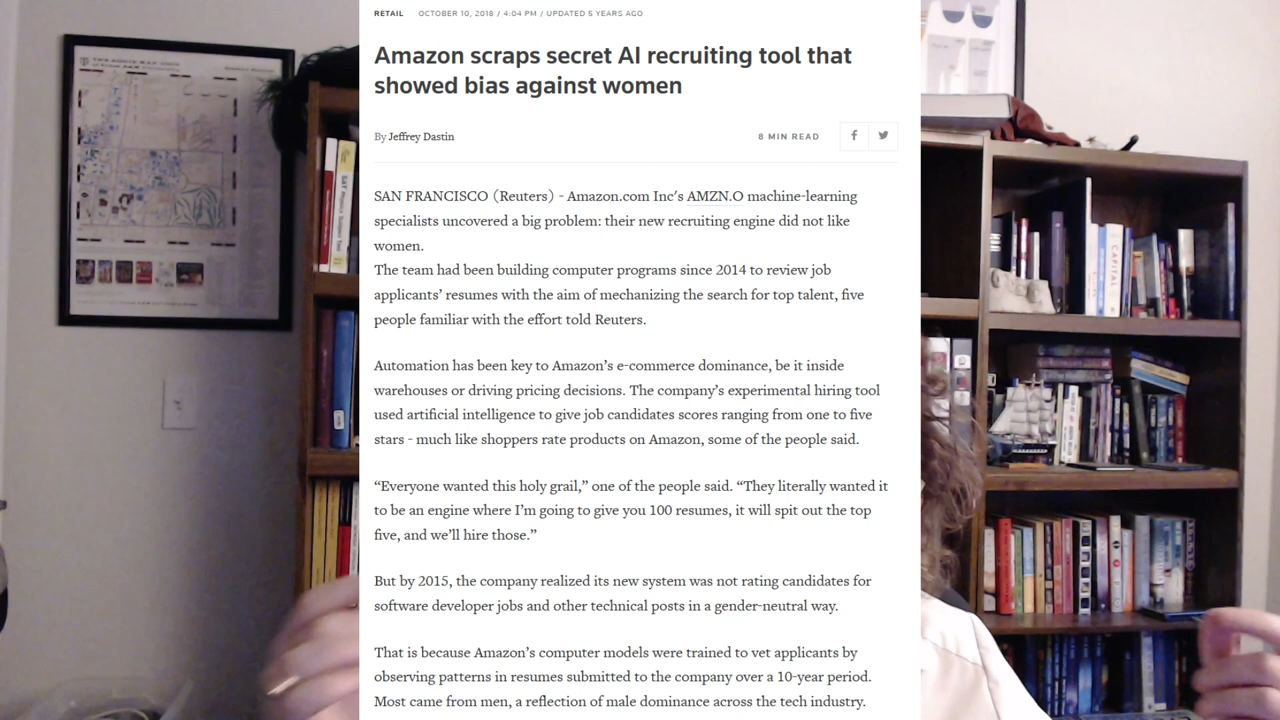 RETAIL OCTOBER 10, 2018 / 4:04 PM / UPDATED 5 YEARS AGO
Amazon scraps secret AI recruiting tool that
showed bias against women
By Jeffrey Dastin
8 MIN READ
SAN FRANCISCO (Reuters) - Amazon.com Inc’s AMZN.O machine-learning
specialists uncovered a big problem: their new recruiting engine did not like
women.
The team had been building computer programs since 2014 to review job
applicants’ resumes with the aim of mechanizing the search for top talent, five
people familiar with the effort told Reuters.
Automation has been key to Amazon’s e-commerce dominance, be it inside
warehouses or driving pricing decisions. The company’s experimental hiring tool
used artificial intelligence to give job candidates scores ranging from one to five
stars - much like shoppers rate products on Amazon, some of the people said.
“Everyone wanted this holy grail,” one of the people said. “They literally wanted it
to be an engine where I’m going to give you 100 resumes, it will spit out the top
five, and we’ll hire those.”
But by 2015, the company realized its new system was not rating candidates for
software developer jobs and other technical posts in a gender-neutral way.
That is because Amazon’s computer models were trained to vet applicants by
observing patterns in resumes submitted to the company over a 10-year period.
Most came from men, a reflection of male dominance across the tech industry.
CAPITAL